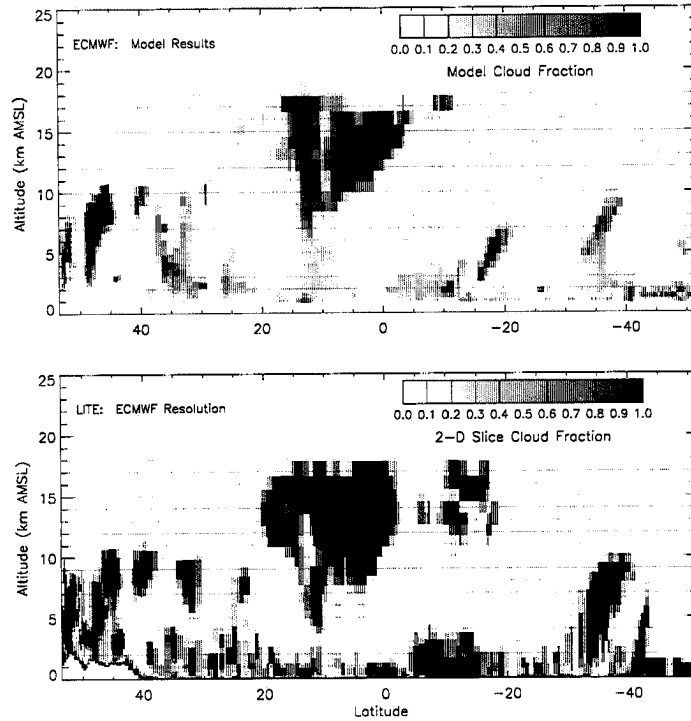 25
20
15
10
5
0
Altitude (km AMSL)
ECMWF: Model Results
0.0 0.1 0.2 0.3 0.4 0.5 0.6 0.7 0.8 0.9 1.0
Model Cloud Fraction
40 20 0 -20 -40
25
20
15
10
5
0
Altitude (km AMSL)
LITE: ECMWF Resolution
0.0 0.1 0.2 0.3 0.4 0.5 0.6 0.7 0.8 0.9 1.0
2-D Slice Cloud Fraction
40 20 0 -20 -40
Latitude